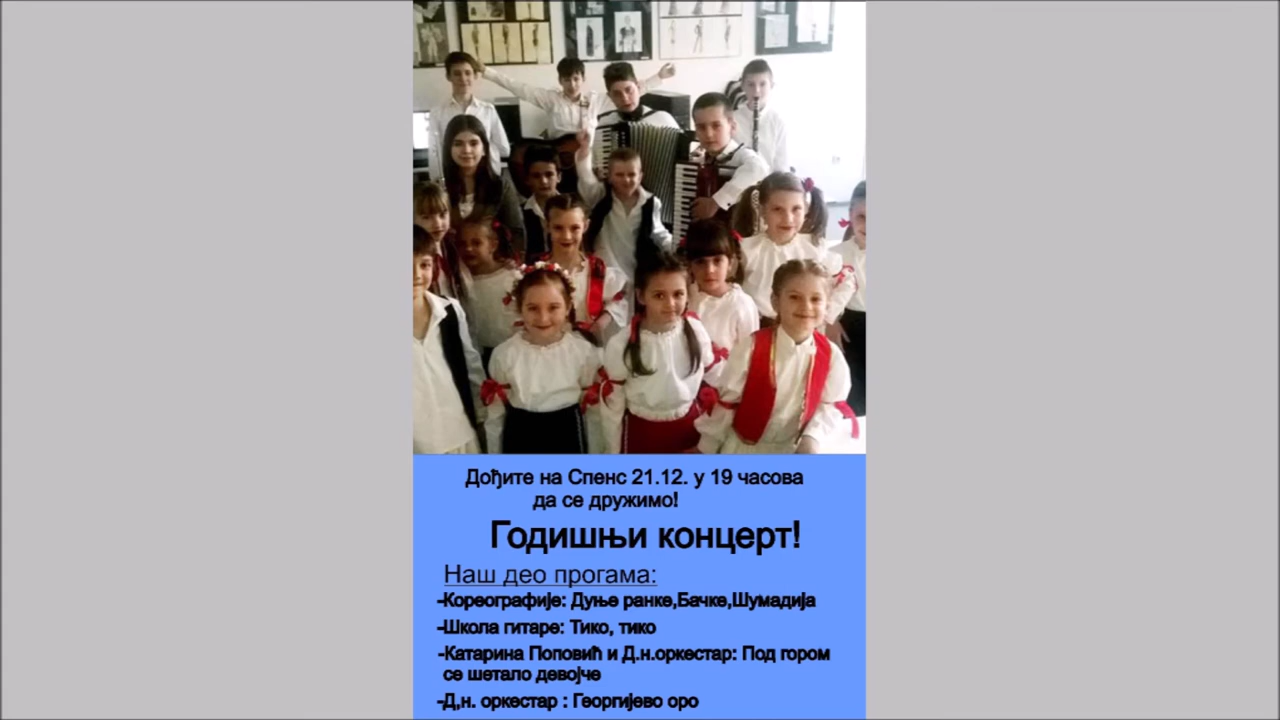 Дођите на Спенс 21.12. у 19 часова
да се дружимо!
Годишњи концерт!
Наш део прогама:
-Кореографије: Дуње ранке,Бачке,Шумадија
-Школа гитаре: Тико, тико
-Катарина Поповић и Д.н.оркестар: Под гором
се шетало девојче
-Д,н. оркестар : Георгијево оро